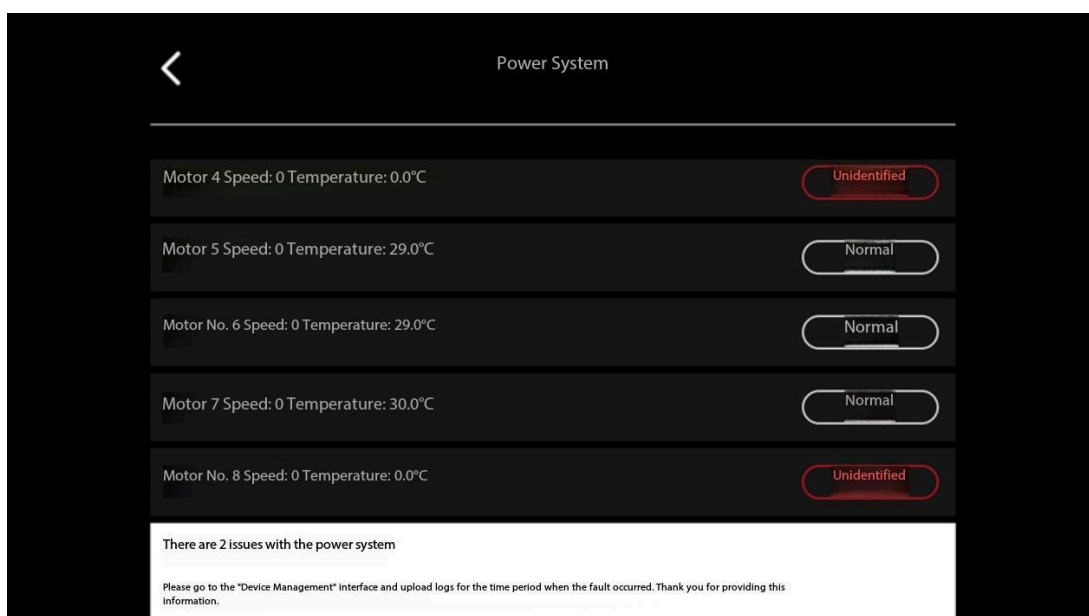 Power System
Motor 4 Speed: 0 Temperature: 0.0°C
Unidentified
Motor 5 Speed: 0 Temperature: 29.0°C
Normal
Motor No. 6 Speed: 0 Temperature: 29.0°C
Normal
Motor 7 Speed: 0 Temperature: 30.0°C
Normal
Motor No. 8 Speed: 0 Temperature: 0.0°C
Unidentified
There are 2 issues with the power system
Please go to the "Device Management" interface and upload logs for the time period when the fault occurred. Thank you for providing this
information.